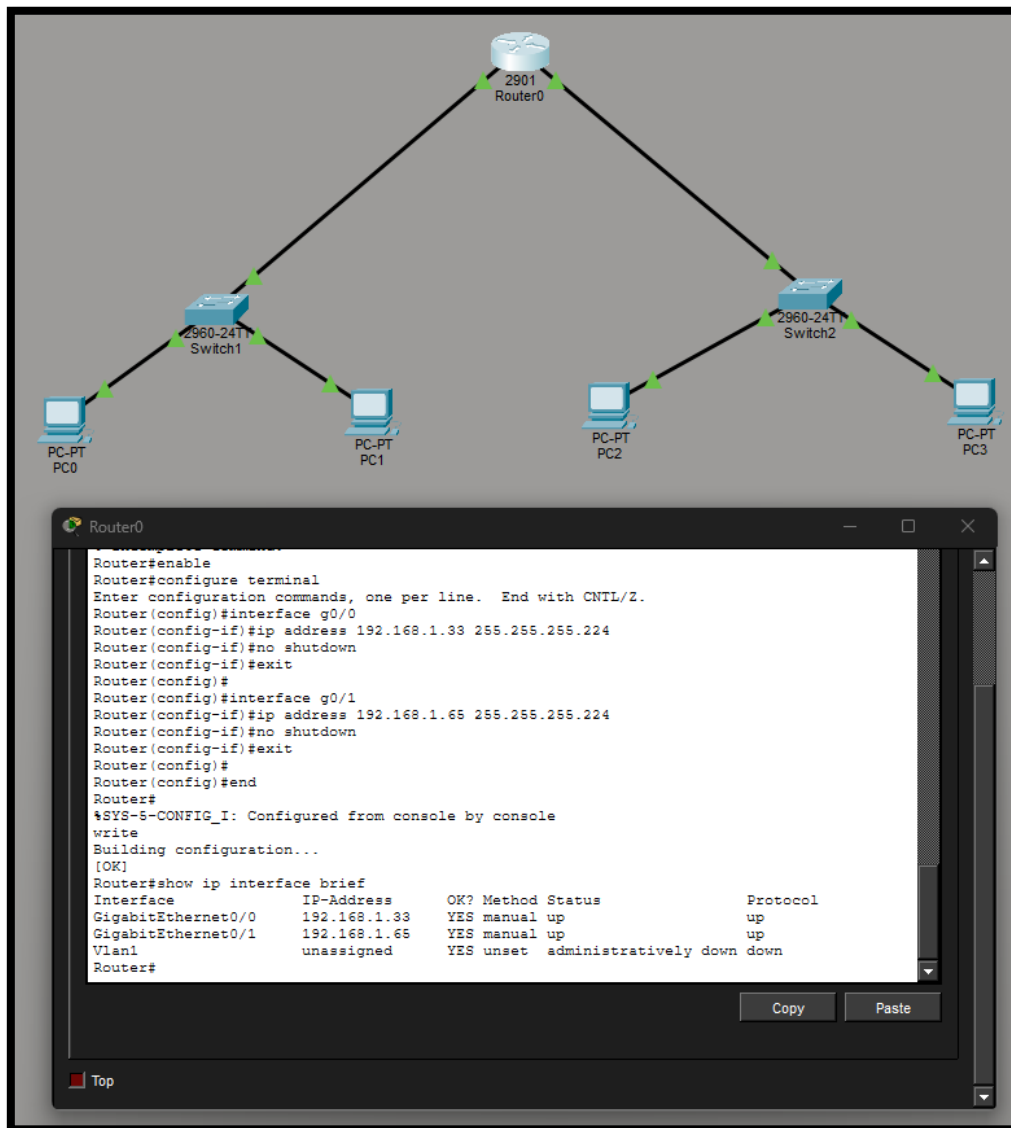 2901
Router0
2960-24TT
Switch1
2960-24TT
Switch2
PC-PT
PC0
PC-PT
PC1
PC-PT
PC2
PC-PT
PC3
Router0
Router#enable
Router#configure terminal
Enter configuration commands, one per line.  End with CNTL/Z.
Router(config)#interface g0/0
Router(config-if)#ip address 192.168.1.33 255.255.255.224
Router(config-if)#no shutdown
Router(config-if)#exit
Router(config)#
Router(config)#interface g0/1
Router(config-if)#ip address 192.168.1.65 255.255.255.224
Router(config-if)#no shutdown
Router(config-if)#exit
Router(config)#
Router(config)#end
Router#
%SYS-5-CONFIG_I: Configured from console by console
write
Building configuration...
[OK]
Router#show ip interface brief
Interface              IP-Address      OK? Method Status                Protocol
GigabitEthernet0/0     192.168.1.33    YES manual up                    up
GigabitEthernet0/1     192.168.1.65    YES manual up                    up
Vlan1                  unassigned      YES unset  administratively down down
Router#
Copy
Paste
Top